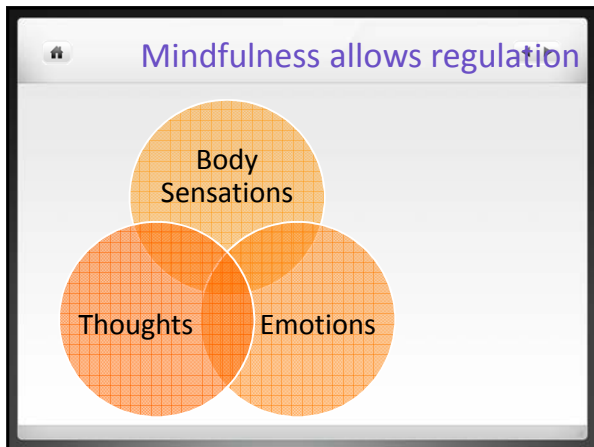 Mindfulness allows regulation
Body
Sensations
Thoughts
Emotions